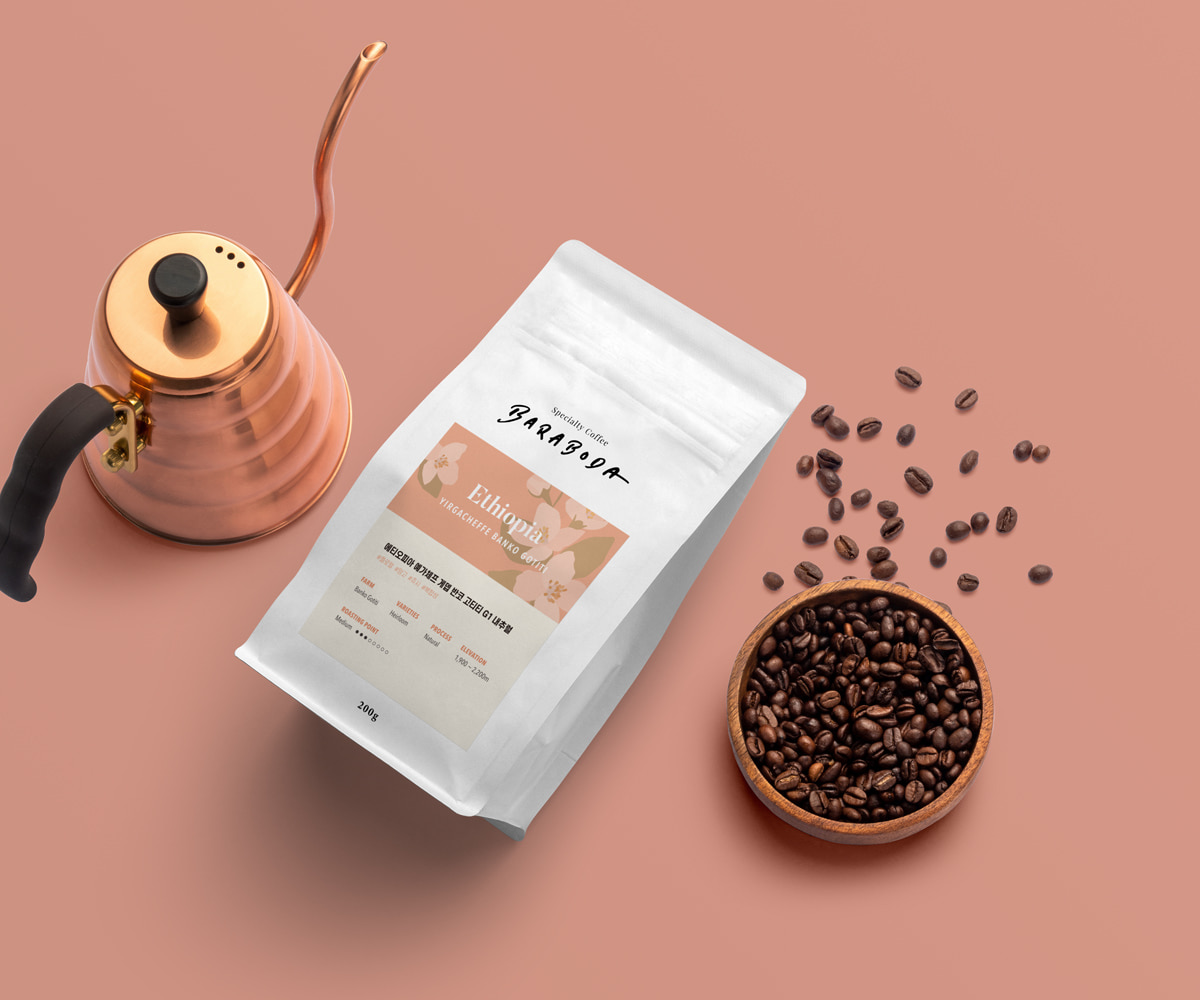 Specialty Coffee
BARABODA
Ethiopia
YIRGACHEFFE BANKO GOTITI
에티오피아 예가체프 게뎁 반코 고티티 G1 내추럴
FARM
Banko Gotiti
VARIETIES
Heirloom
PROCESS
Natural
ELEVATION
1,900 ~ 2,200m
ROASTING POINT
Medium ●●●○○○○○
200g